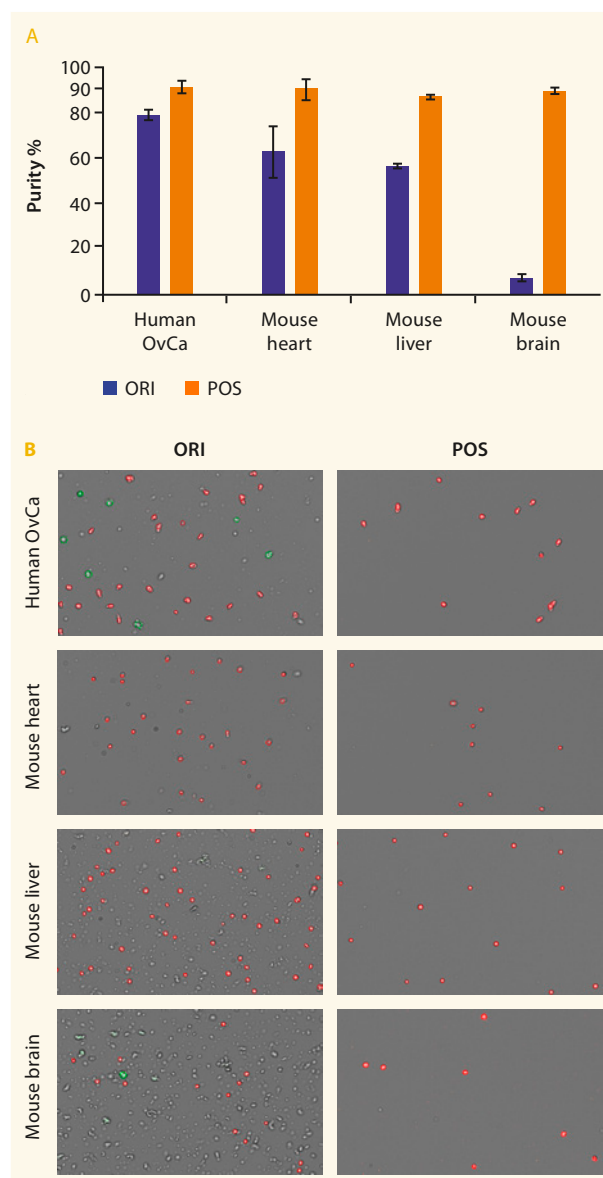 A
100
90
80
60
40
20
0
Purity %
Human
OvCa
Mouse
heart
Mouse
liver
Mouse
brain
ORI
POS
B
ORI
POS
Human OvCa
Mouse heart
Mouse liver
Mouse brain